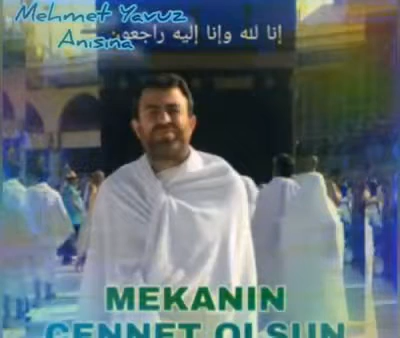 Mehmet Yavuz
Anısına
إنا لله وإنا إليه راجعون
MEKANIN
CENNET OLSUN